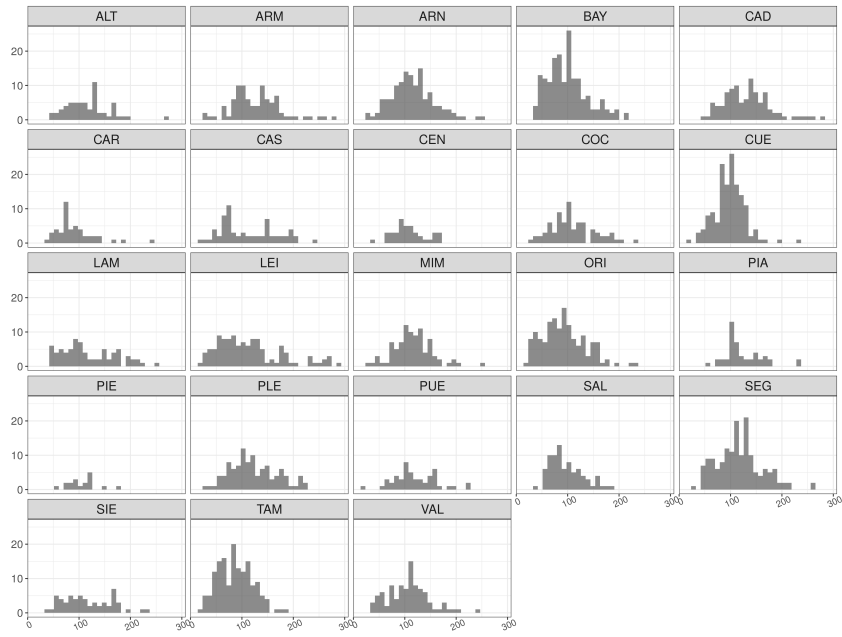 ALT ARM ARN BAY CAD
20
10
0
CAR CAS CEN COC CUE
20
10
0
LAM LEI MIM ORI PIA
20
10
0
PIE PLE PUE SAL SEG
20
10
0
0 100 200 300 0 100 200 300
SIE TAM VAL
20
10
0
0 100 200 300 0 100 200 300 0 100 200 300